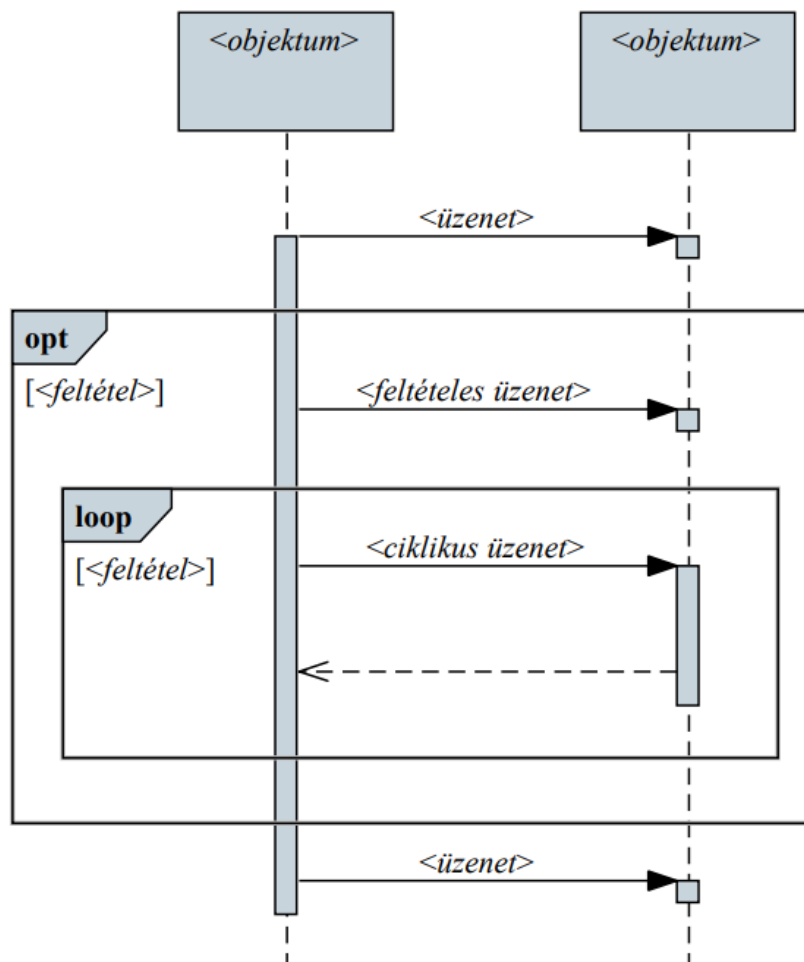 <objektum>
<objektum>
<üzenet>
opt
[<feltétel>]
<feltételes üzenet>
loop
<ciklikus üzenet>
[<feltétel>]
<üzenet>